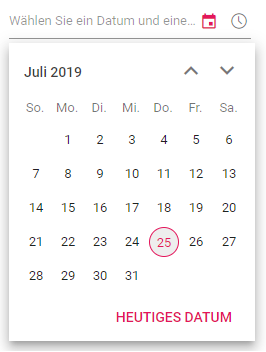 Wählen Sie ein Datum und eine...
Juli 2019
So. Mo. Di. Mi. Do. Fr. Sa.
1 2 3 4 5 6
7 8 9 10 11 12 13
14 15 16 17 18 19 20
21 22 23 24 25 26 27
28 29 30 31
HEUTIGES DATUM